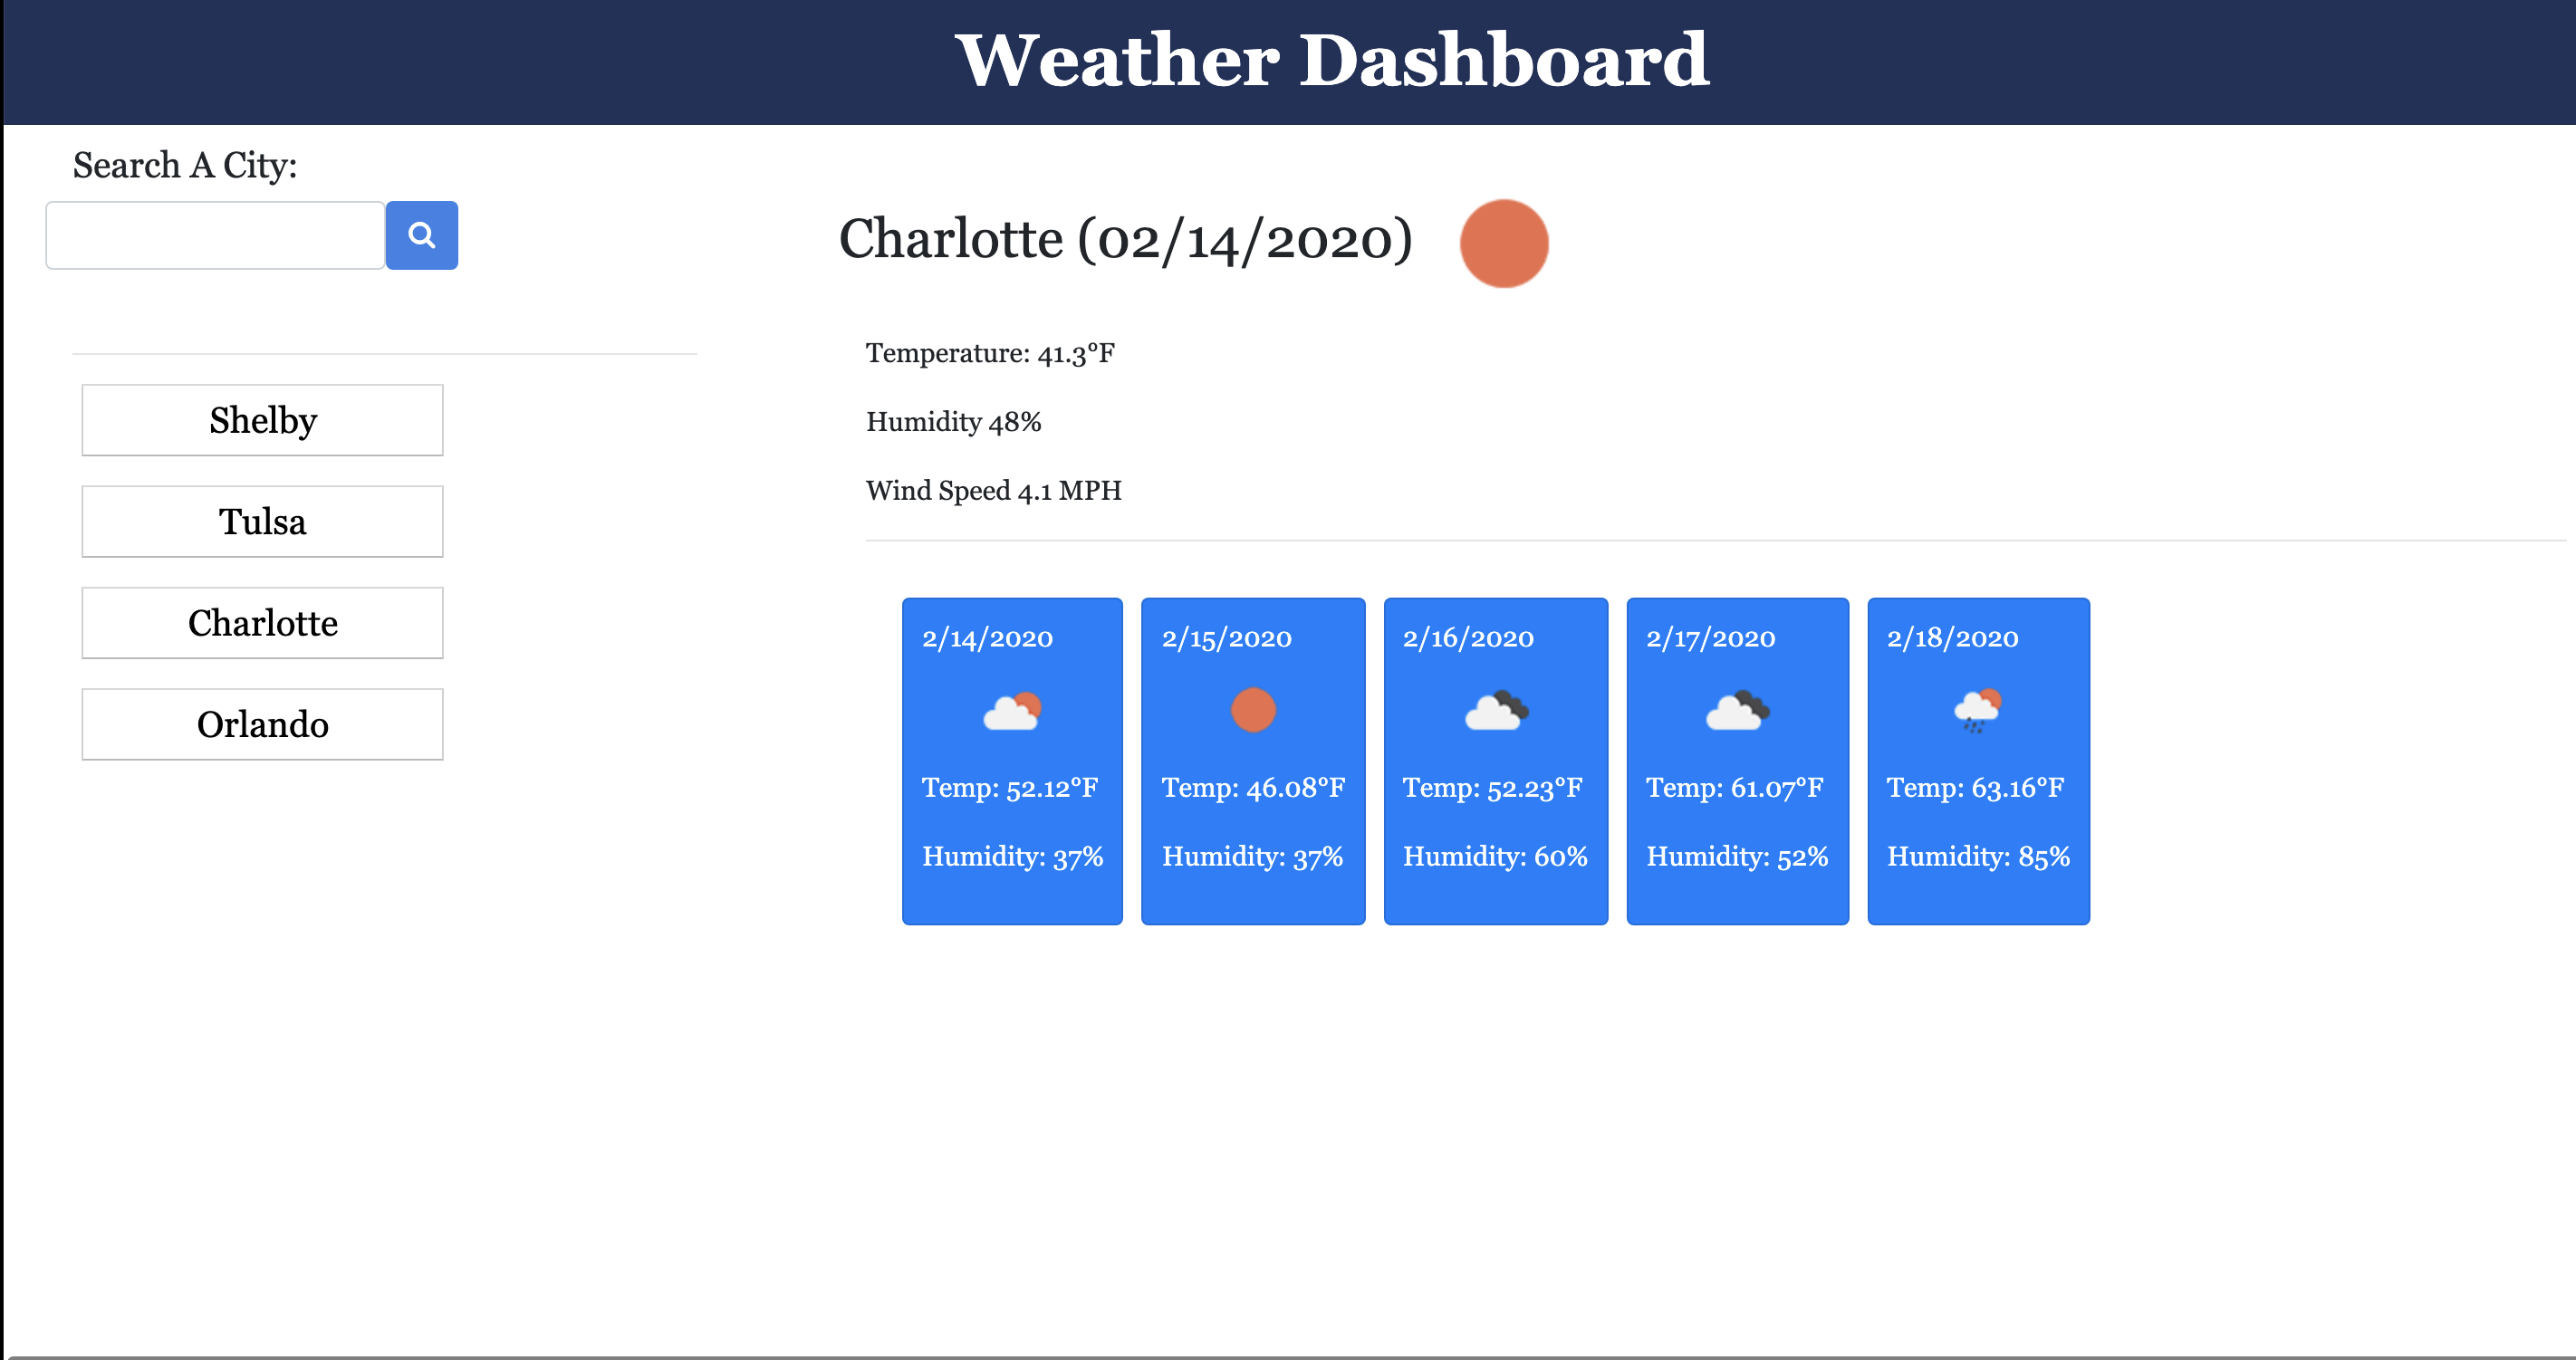 Weather Dashboard
Search A City:
Shelby
Tulsa
Charlotte
Orlando
Charlotte (02/14/2020)
Temperature: 41.3°F
Humidity 48%
Wind Speed 4.1 MPH
2/14/2020
Temp: 52.12°F
Humidity: 37%
2/15/2020
Temp: 46.08°F
Humidity: 37%
2/16/2020
Temp: 52.23°F
Humidity: 60%
2/17/2020
Temp: 61.07°F
Humidity: 52%
2/18/2020
Temp: 63.16°F
Humidity: 85%